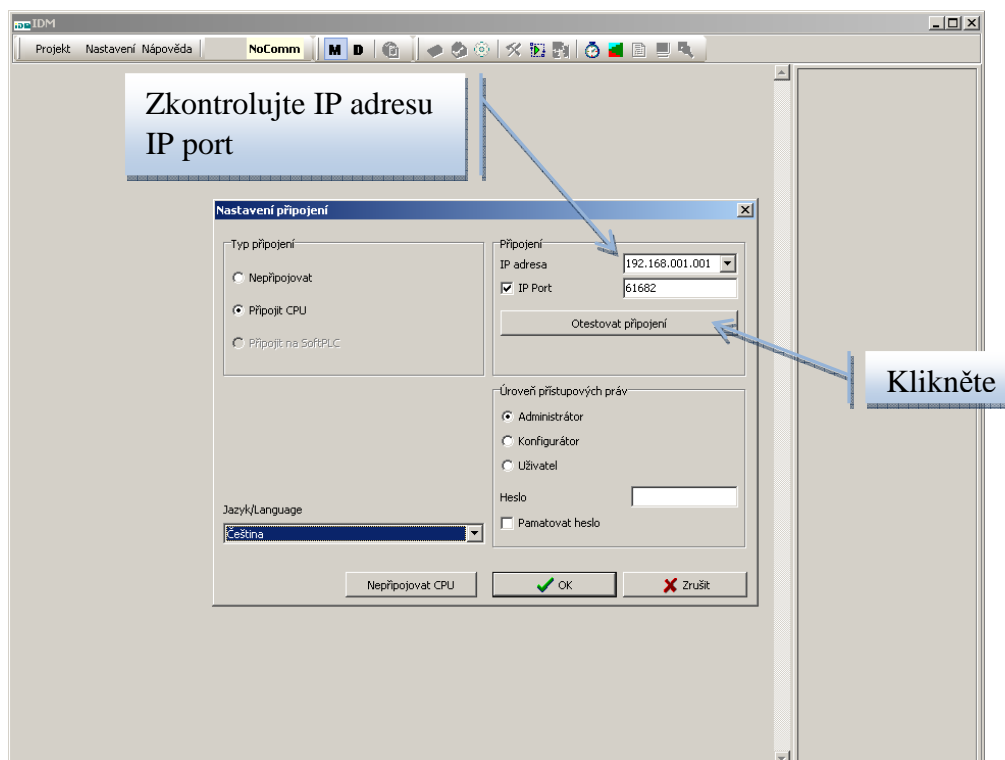 IDM
Projekt Nastavení Nápověda NoComm M D
Zkontrolujte IP adresu
IP port
Nastavení připojení
Typ připojení
Nepřipojovat
Připojit CPU
Připojit na SoftPLC
Připojení
IP adresa 192.168.001.001
IP Port 61682
Otestovat připojení
Klikněte
Úroveň přístupových práv
Administrátor
Konfigurátor
Uživatel
Heslo
Pamatovat heslo
Jazyk/Language
Čeština
Nepřipojovat CPU OK Zrušit